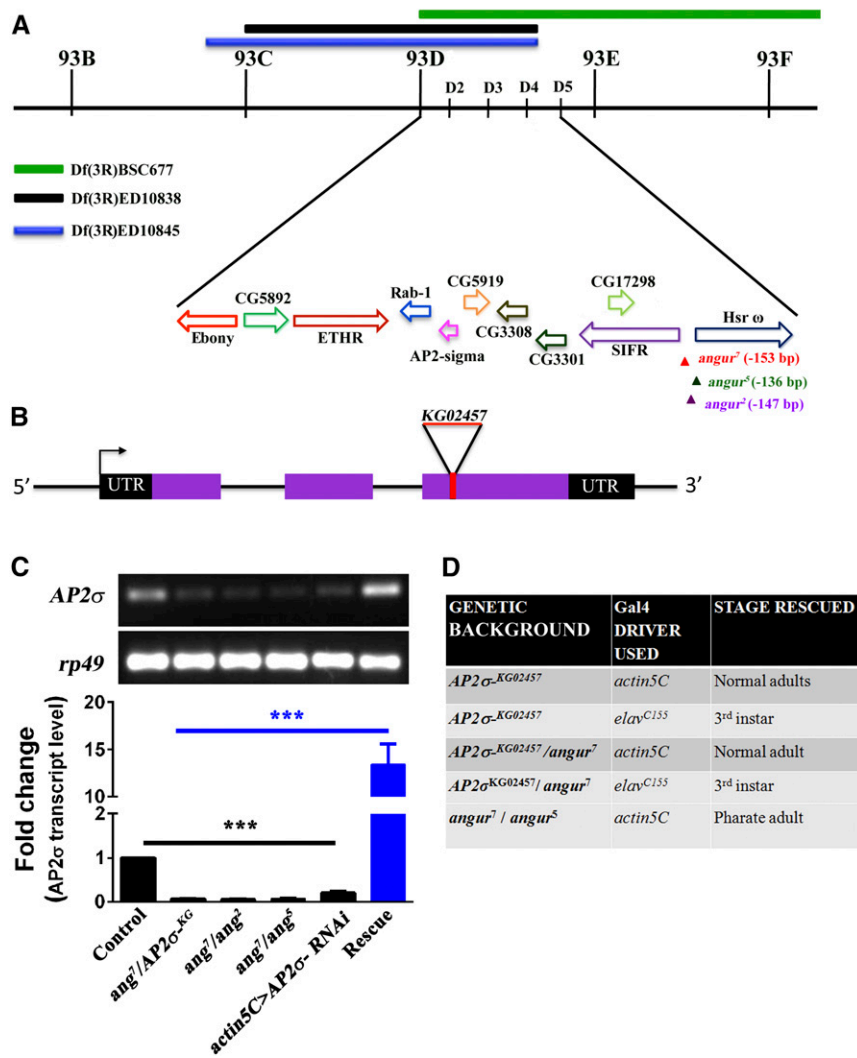 A
93B 93C 93D 93E 93F
D2 D3 D4 D5
Df(3R)BSC677
Df(3R)ED10838
Df(3R)ED10845
CG5892 Rab-1 CG5919 CG17298
Ebony ETHR AP2-sigma CG3308 CG3301 SIFR Hsr ω
angur⁷ (-153 bp)
angur⁵ (-136 bp)
angur² (-147 bp)
B
KG02457
5’ UTR UTR 3’
C
AP2σ
rp49
Fold change
(AP2σ transcript level)
20
15
10
2
1
0
***
***
Control
ang⁷/AP2σ-ᴷᴳ
ang⁷/ang²
ang⁷/ang⁵
actin5C>AP2σ- RNAi
Rescue
D
GENETIC BACKGROUND
Gal4 DRIVER USED
STAGE RESCUED
AP2σ-ᴷᴳ⁰²⁴⁵⁷ actin5C Normal adults
AP2σ-ᴷᴳ⁰²⁴⁵⁷ elavᶜ¹⁵⁵ 3ʳᵈ instar
AP2σ-ᴷᴳ⁰²⁴⁵⁷/angur⁷ actin5C Normal adult
AP2σᴷᴳ⁰²⁴⁵⁷/ angur⁷ elavᶜ¹⁵⁵ 3ʳᵈ instar
angur⁷ / angur⁵ actin5C Pharate adult